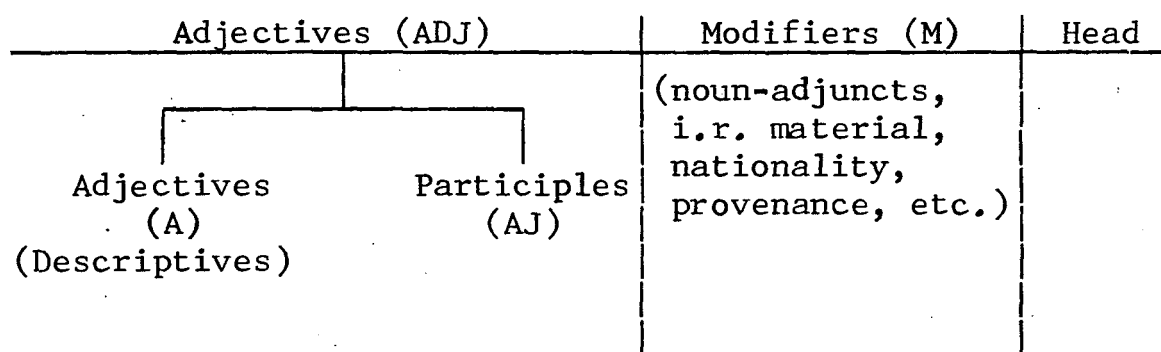 Adjectives (ADJ) Modifiers (M) Head
(noun-adjuncts,
i.r. material,
nationality,
provenance, etc.)
Adjectives Participles
(A) (AJ)
(Descriptives)